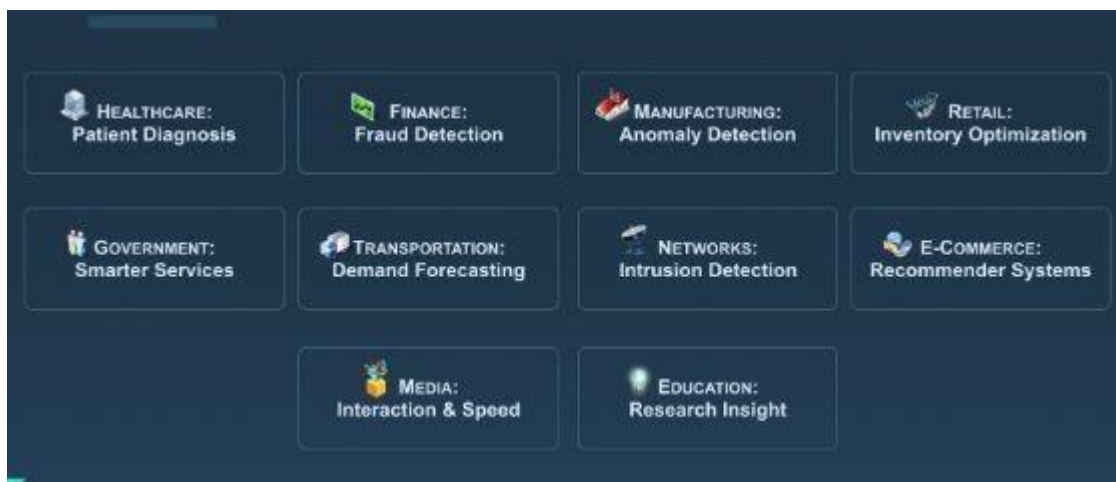 HEALTHCARE:
Patient Diagnosis
FINANCE:
Fraud Detection
MANUFACTURING:
Anomaly Detection
RETAIL:
Inventory Optimization
GOVERNMENT:
Smarter Services
TRANSPORTATION:
Demand Forecasting
NETWORKS:
Intrusion Detection
E-COMMERCE:
Recommender Systems
MEDIA:
Interaction & Speed
EDUCATION:
Research Insight